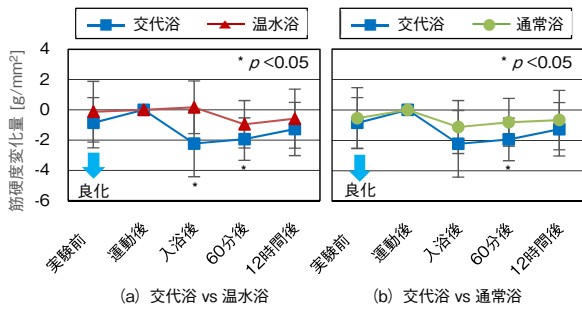 交代浴 温水浴 交代浴 通常浴
筋硬度変化量 [g/mm²]
4
2
0
-2
-4
-6
* p <0.05 * p <0.05
良化 良化
* * *
実験前 運動後 入浴後 60分後 12時間後 実験前 運動後 入浴後 60分後 12時間後
(a) 交代浴 vs 温水浴 (b) 交代浴 vs 通常浴